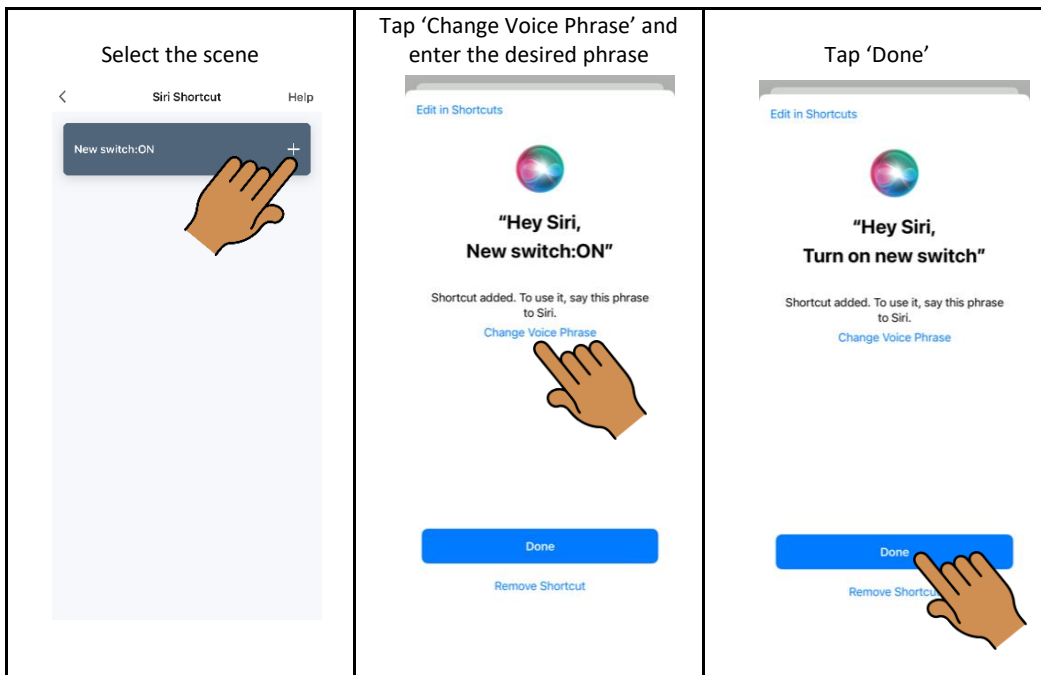 Select the scene
Siri Shortcut
Help
New switch:ON
Tap ‘Change Voice Phrase’ and
enter the desired phrase
Edit in Shortcuts
“Hey Siri,
New switch:ON”
Shortcut added. To use it, say this phrase
to Siri.
Change Voice Phrase
Done
Remove Shortcut
Tap ‘Done’
Edit in Shortcuts
“Hey Siri,
Turn on new switch”
Shortcut added. To use it, say this phrase
to Siri.
Change Voice Phrase
Done
Remove